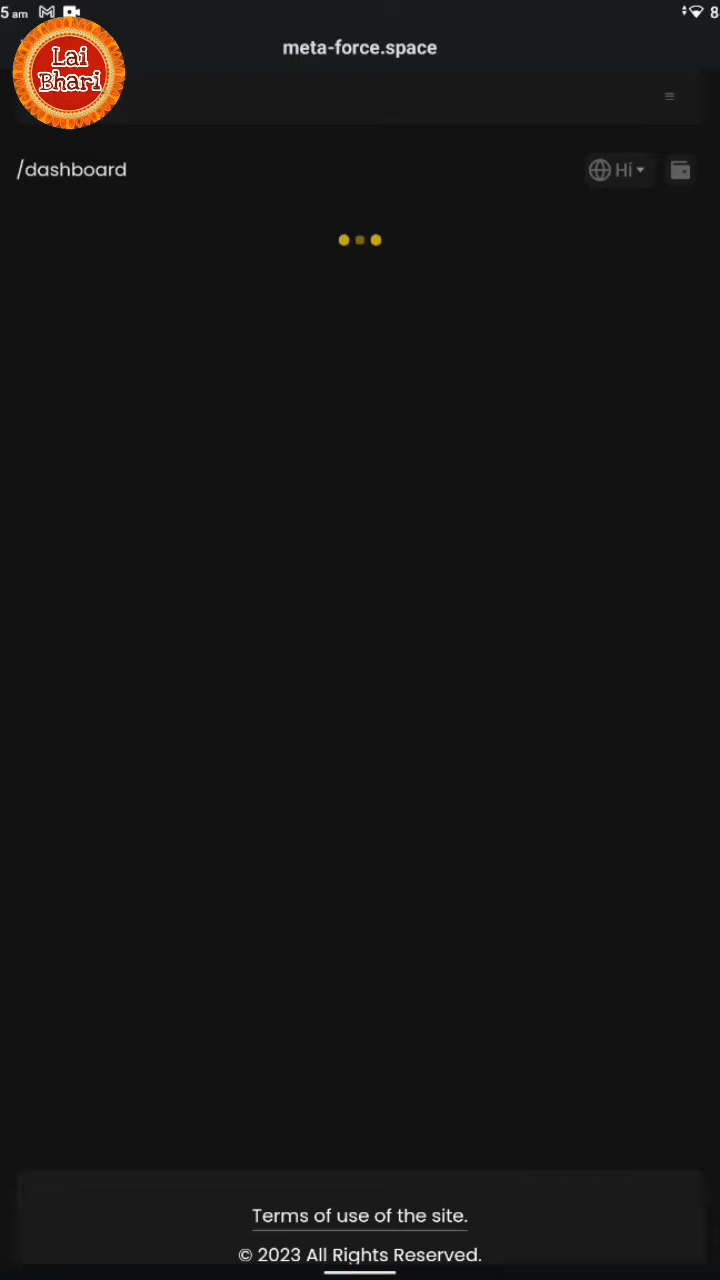 5 am
8
meta-force.space
Lai
Bhari
/dashboard
Hi
Terms of use of the site.
© 2023 All Rights Reserved.